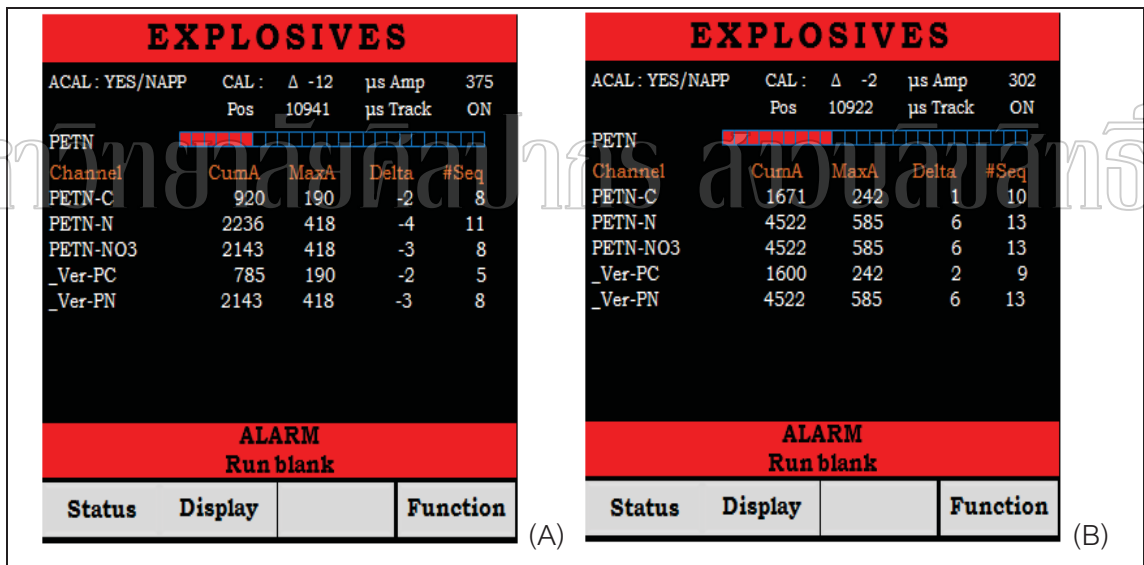 EXPLOSIVES
ACAL : YES/NAPP CAL : Δ -12 µs Amp 375
Pos 10941 µs Track ON
PETN
Channel CumA MaxA Delta #Seq
PETN-C 920 190 -2 8
PETN-N 2236 418 -4 11
PETN-NO3 2143 418 -3 8
_Ver-PC 785 190 -2 5
_Ver-PN 2143 418 -3 8
ALARM
Run blank
Status Display Function
(A)
EXPLOSIVES
ACAL : YES/NAPP CAL : Δ -2 µs Amp 302
Pos 10922 µs Track ON
PETN
Channel CumA MaxA Delta #Seq
PETN-C 1671 242 1 10
PETN-N 4522 585 6 13
PETN-NO3 4522 585 6 13
_Ver-PC 1600 242 2 9
_Ver-PN 4522 585 6 13
ALARM
Run blank
Status Display Function
(B)